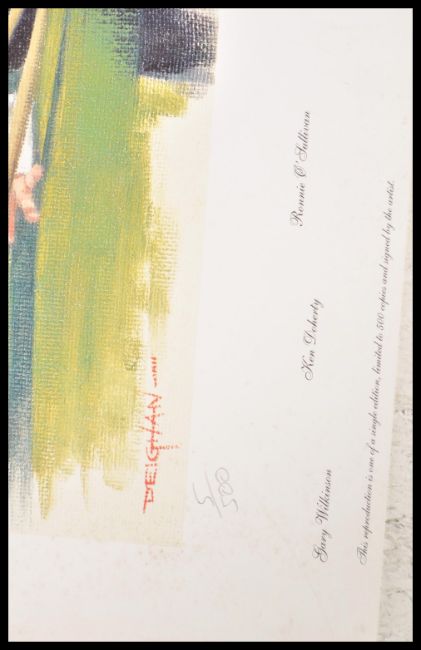 DEIGHAN
5/500
Gary Wilkinson
Ken Doherty
Ronnie O'Sullivan
This reproduction is one of a single edition, limited to 500 copies and signed by the artist.